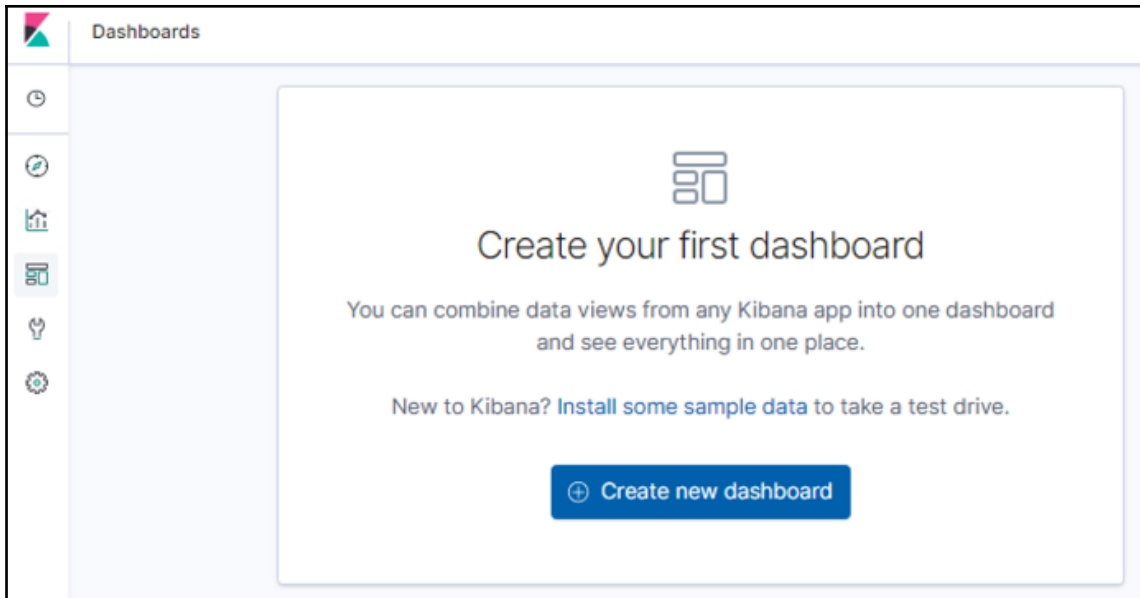 Dashboards
Create your first dashboard
You can combine data views from any Kibana app into one dashboard
and see everything in one place.
New to Kibana? Install some sample data to take a test drive.
Create new dashboard